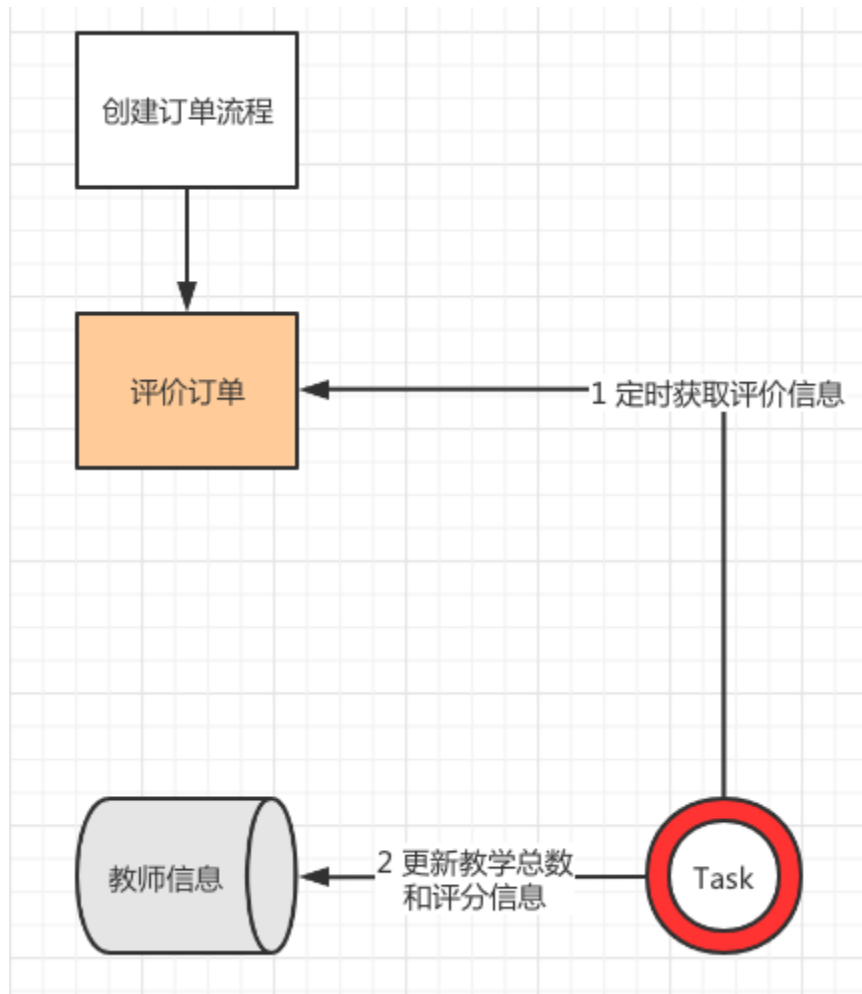 创建订单流程
评价订单
1 定时获取评价信息
教师信息
2 更新教学总数
和评分信息
Task